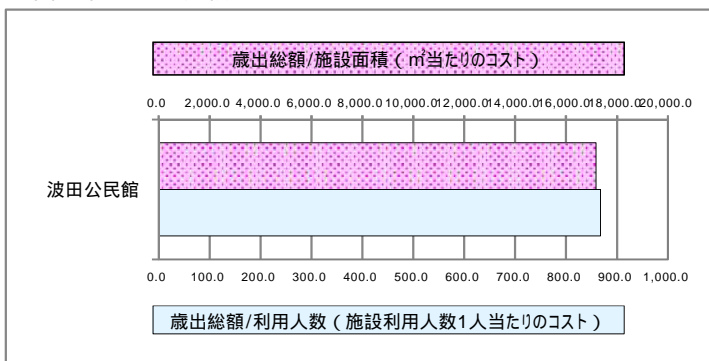 歳出総額/施設面積(㎡当たりのコスト)
0.0 2,000.0 4,000.0 6,000.0 8,000.0 10,000.0 12,000.0 14,000.0 16,000.0 18,000.0 20,000.0
波田公民館
0.0 100.0 200.0 300.0 400.0 500.0 600.0 700.0 800.0 900.0 1,000.0
歳出総額/利用人数(施設利用人数1人当たりのコスト)